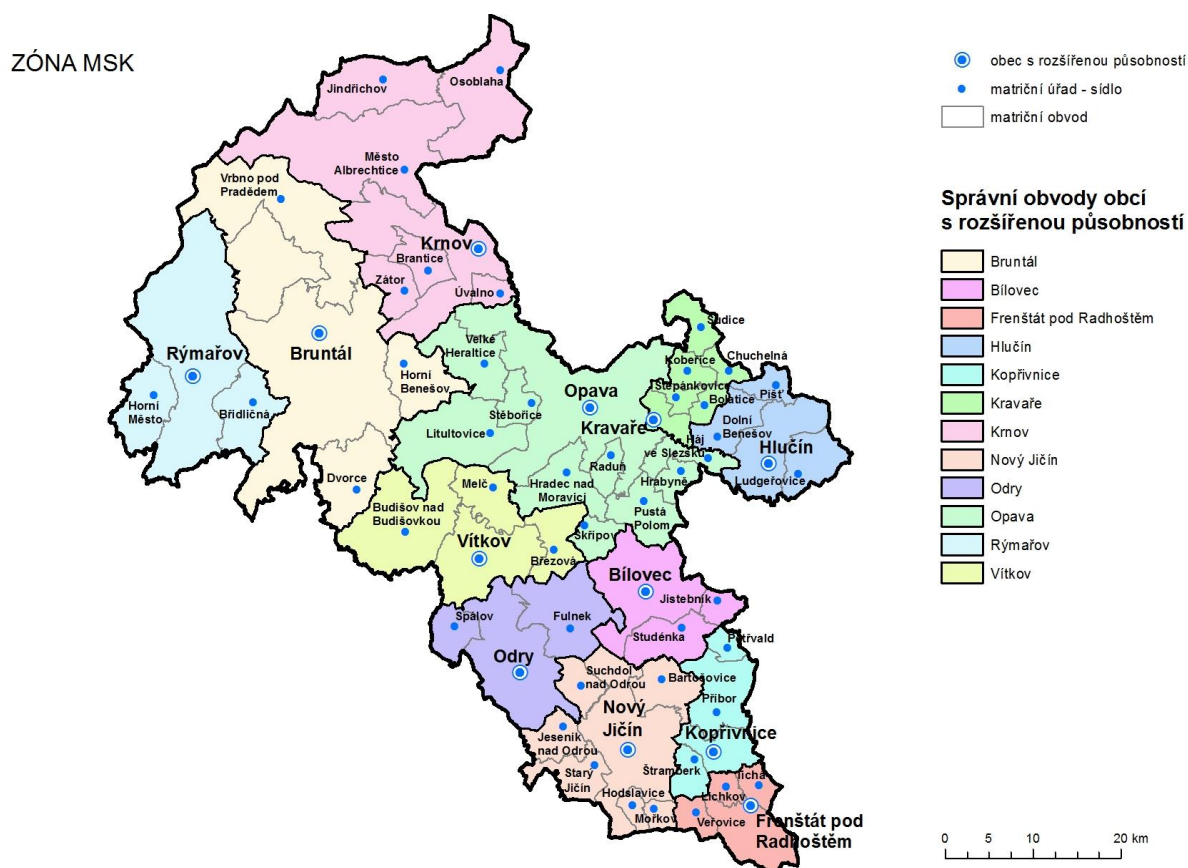 ZÓNA MSK
obec s rozšířenou působností
matriční úřad - sídlo
matriční obvod
Správní obvody obcí
s rozšířenou působností
Bruntál
Bílovec
Frenštát pod Radhoštěm
Hlučín
Kopřivnice
Kravaře
Krnov
Nový Jičín
Odry
Opava
Rýmařov
Vítkov
0 5 10 20 km
Osoblaha
Jindřichov
Město
Albrechtice
Vrbno pod
Pradědem
Krnov
Brantice
Zátor
Úvalno
Sudice
Velké
Heraltice
Kobeřice
Chuchelná
Bruntál
Rýmařov
Horní
Benešov
Opava
Štěpánkovice
Bolatice
Píšť
Horní
Město
Břidličná
Stěbořice
Kravaře
Dolní
Benešov
Litultovice
Háj
ve Slezsku
Hlučín
Raduň
Hrabyně
Ludgeřovice
Dvorce
Melč
Hradec nad
Moravicí
Budišov nad
Budišovkou
Pustá
Polom
Skřipov
Vítkov
Březová
Bílovec
Jistebník
Spálov
Fulnek
Studénka
Petřvald
Odry
Suchdol
nad Odrou
Bartošovice
Příbor
Nový
Jičín
Jeseník
nad Odrou
Kopřivnice
Starý
Jičín
Štramberk
Tichá
Hodslavice
Lichkov
Mořkov
Veřovice
Frenštát pod
Radhoštěm